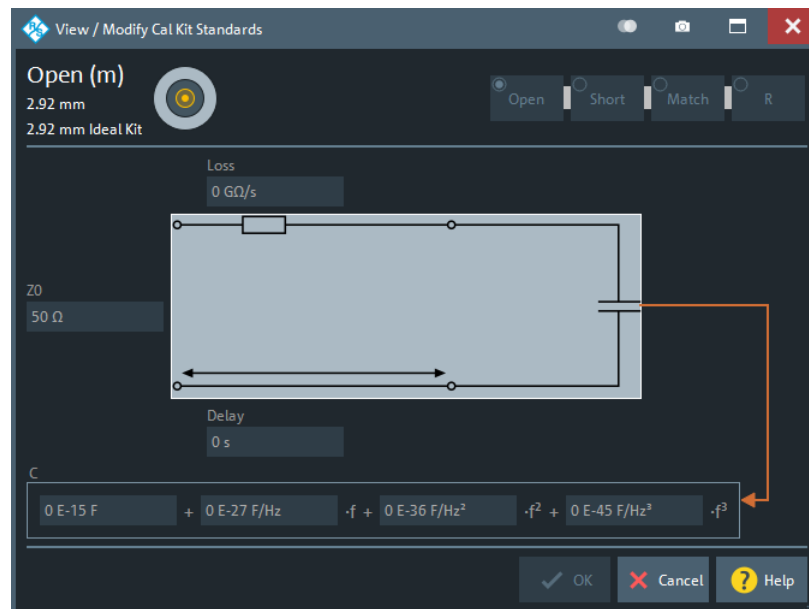 View / Modify Cal Kit Standards
Open (m)
2.92 mm
2.92 mm Ideal Kit
Open Short Match R
Loss
0 GΩ/s
Z0
50 Ω
Delay
0 s
C
0 E-15 F + 0 E-27 F/Hz ·f + 0 E-36 F/Hz² ·f² + 0 E-45 F/Hz³ ·f³
OK Cancel ? Help